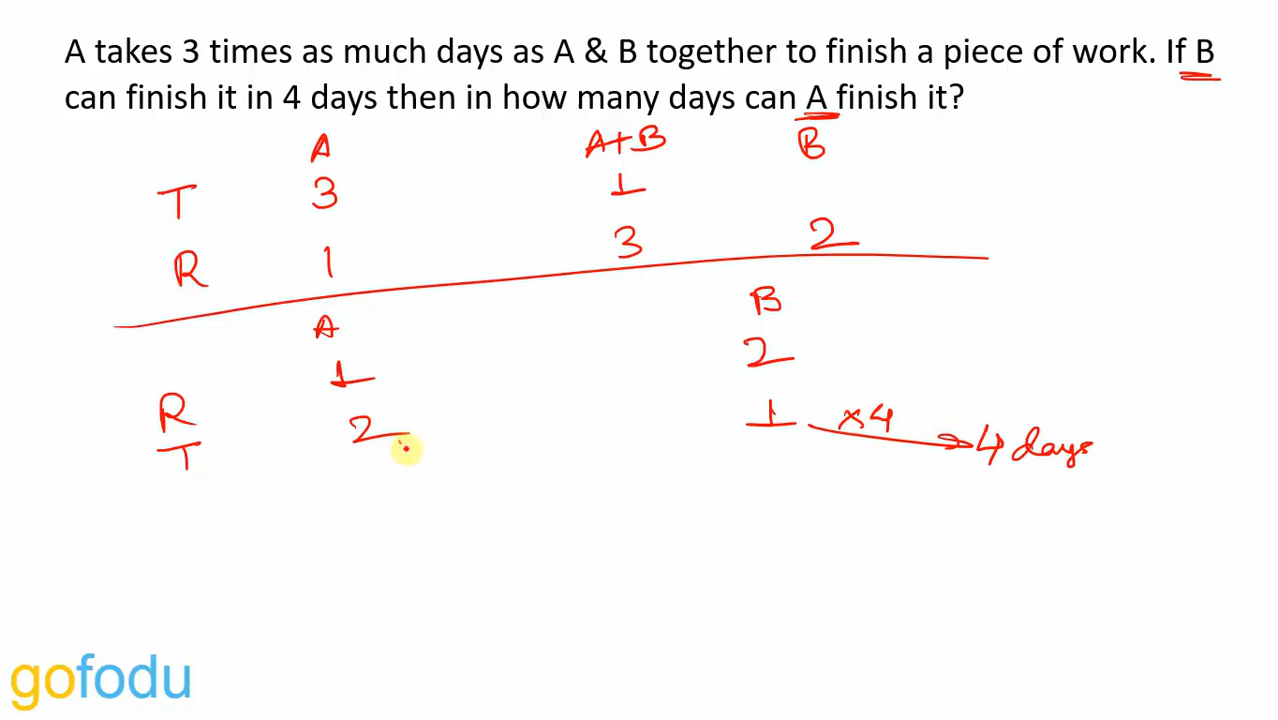 A takes 3 times as much days as A & B together to finish a piece of work. If B
can finish it in 4 days then in how many days can A finish it?
A A+B B
T 3 1
R 1 3 2
A B
R 1 2
T 2 1 ×4 4 days
gofodu